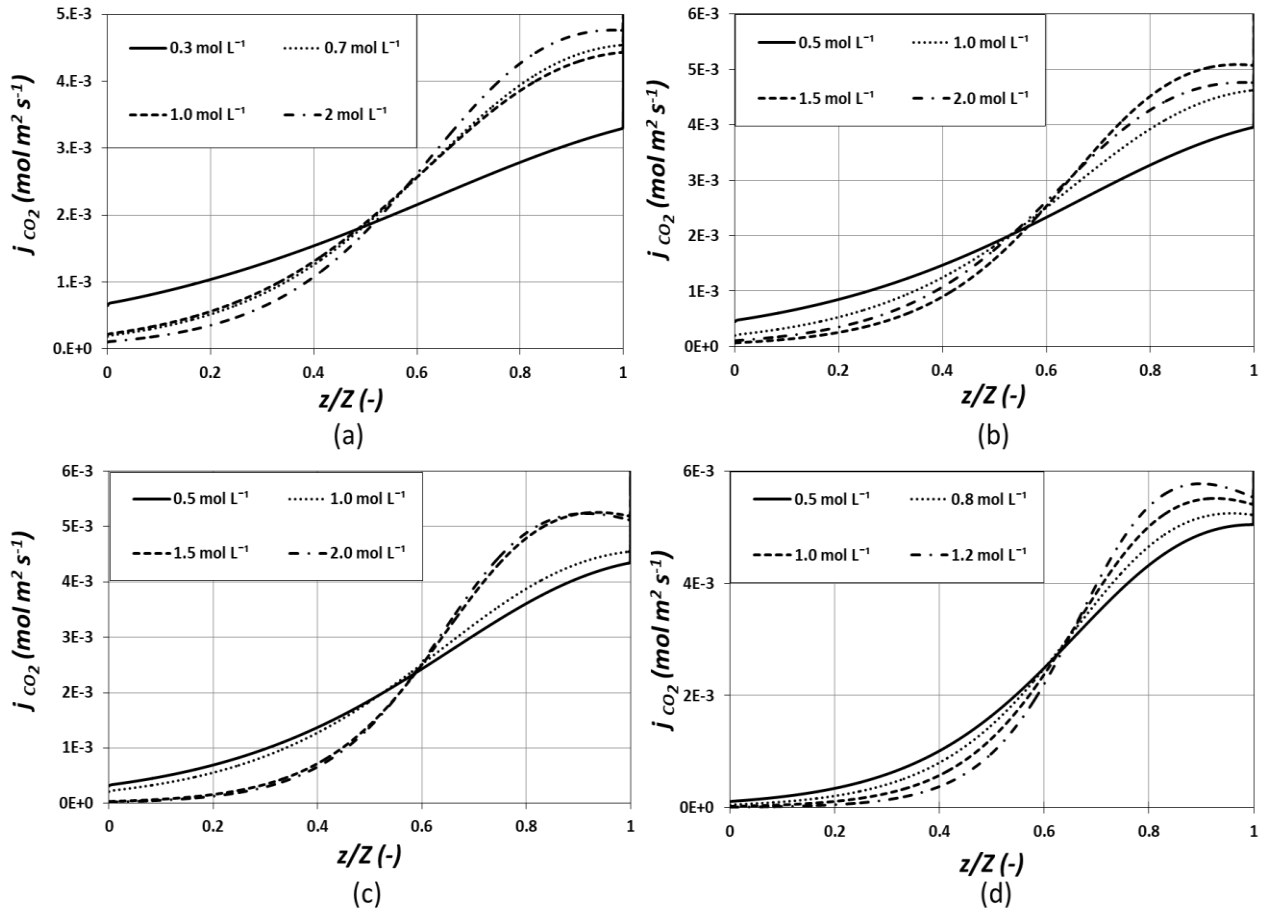 5.E-3
4.E-3
3.E-3
2.E-3
1.E-3
0.E+0
j CO2 (mol m² s⁻¹)
0.3 mol L⁻¹ 0.7 mol L⁻¹
1.0 mol L⁻¹ 2 mol L⁻¹
0 0.2 0.4 0.6 0.8 1
z/Z (-)
(a)
6E-3
5E-3
4E-3
3E-3
2E-3
1E-3
0E+0
j CO2 (mol m² s⁻¹)
0.5 mol L⁻¹ 1.0 mol L⁻¹
1.5 mol L⁻¹ 2.0 mol L⁻¹
0 0.2 0.4 0.6 0.8 1
z/Z (-)
(b)
6E-3
5E-3
4E-3
3E-3
2E-3
1E-3
0E+0
j CO2 (mol m² s⁻¹)
0.5 mol L⁻¹ 1.0 mol L⁻¹
1.5 mol L⁻¹ 2.0 mol L⁻¹
0 0.2 0.4 0.6 0.8 1
z/Z (-)
(c)
6E-3
4E-3
2E-3
0E+0
j CO2 (mol m² s⁻¹)
0.5 mol L⁻¹ 0.8 mol L⁻¹
1.0 mol L⁻¹ 1.2 mol L⁻¹
0 0.2 0.4 0.6 0.8 1
z/Z (-)
(d)